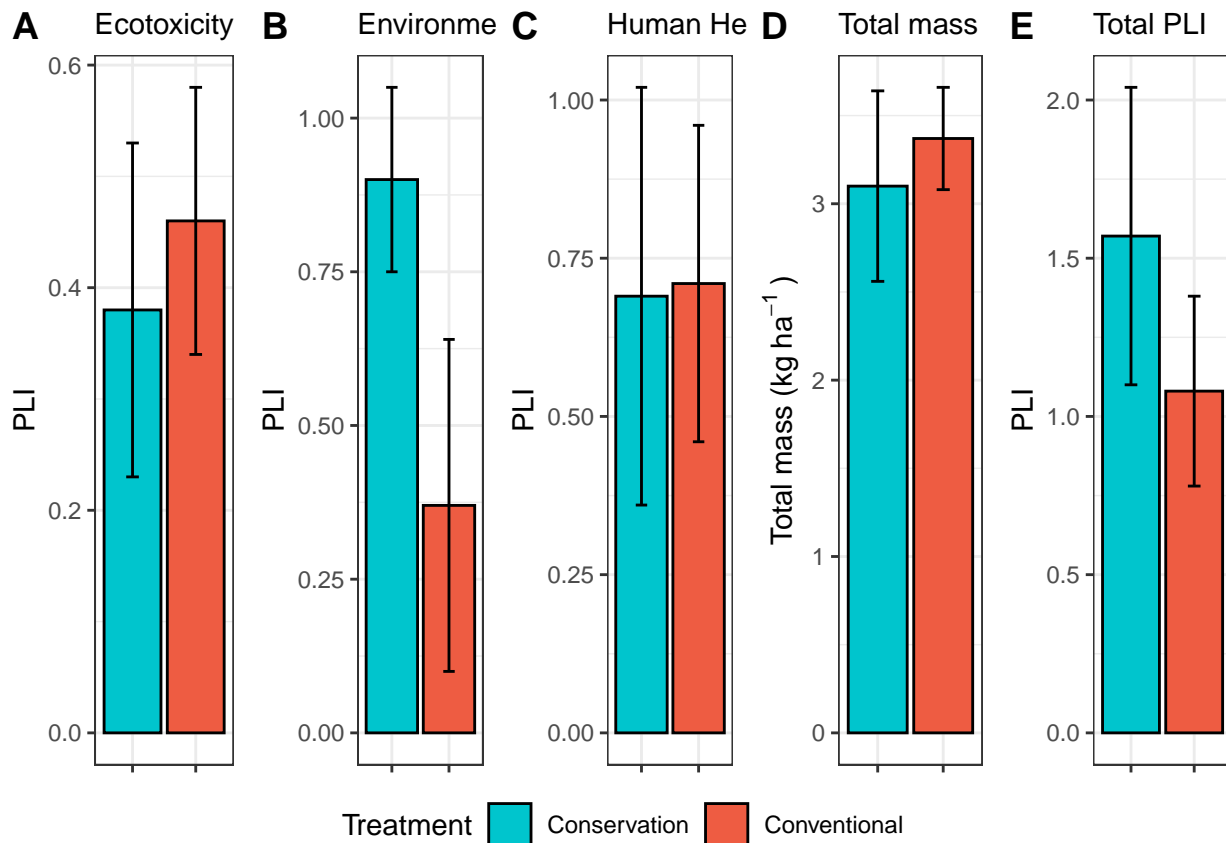 A Ecotoxicity
PLI
0.6
0.4
0.2
0.0
B Environme
PLI
1.00
0.75
0.50
0.25
0.00
C Human He
PLI
1.00
0.75
0.50
0.25
0.00
D Total mass
Total mass (kg ha⁻¹ )
3
2
1
0
E Total PLI
PLI
2.0
1.5
1.0
0.5
0.0
Treatment Conservation Conventional